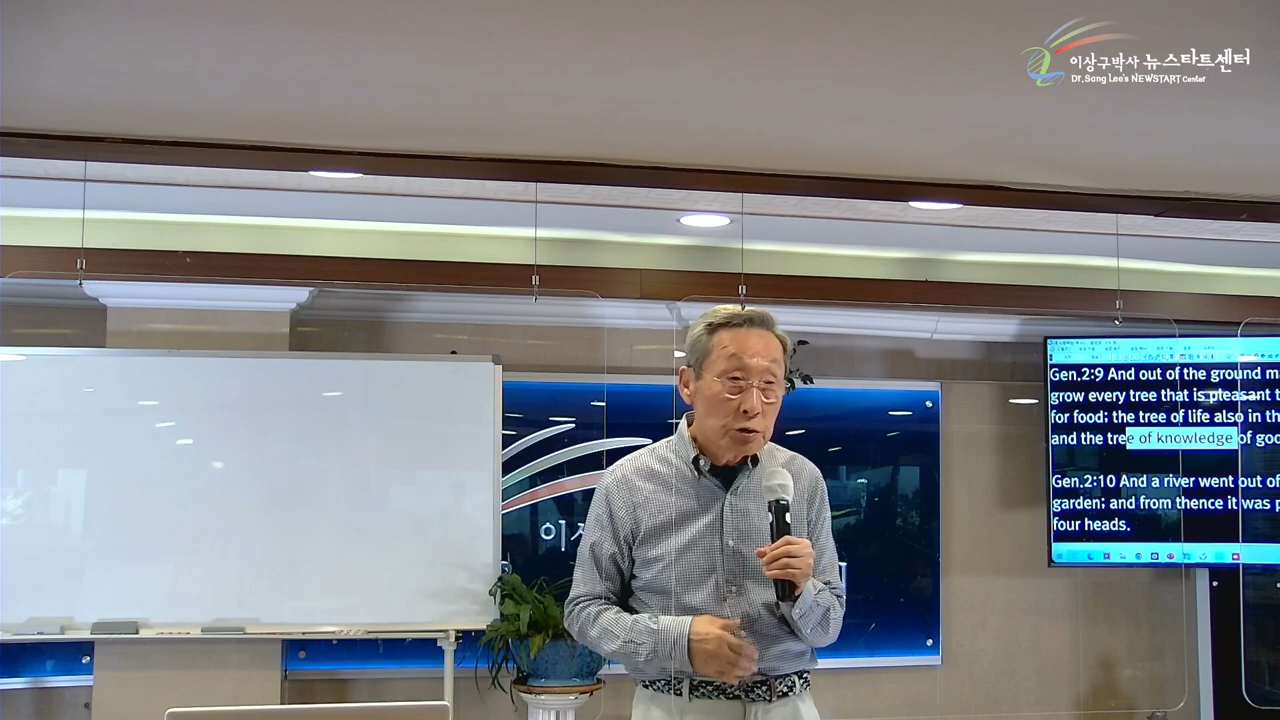 이상구박사 뉴스타트센터
Dr. Sang Lee's NEWSTART Center
Gen.2:9 And out of the ground
grow every tree that is pleasant
for food; the tree of life also in
and the tree of knowledge of
Gen.2:10 And a river went out of
garden; and from thence it was
four heads.
이상